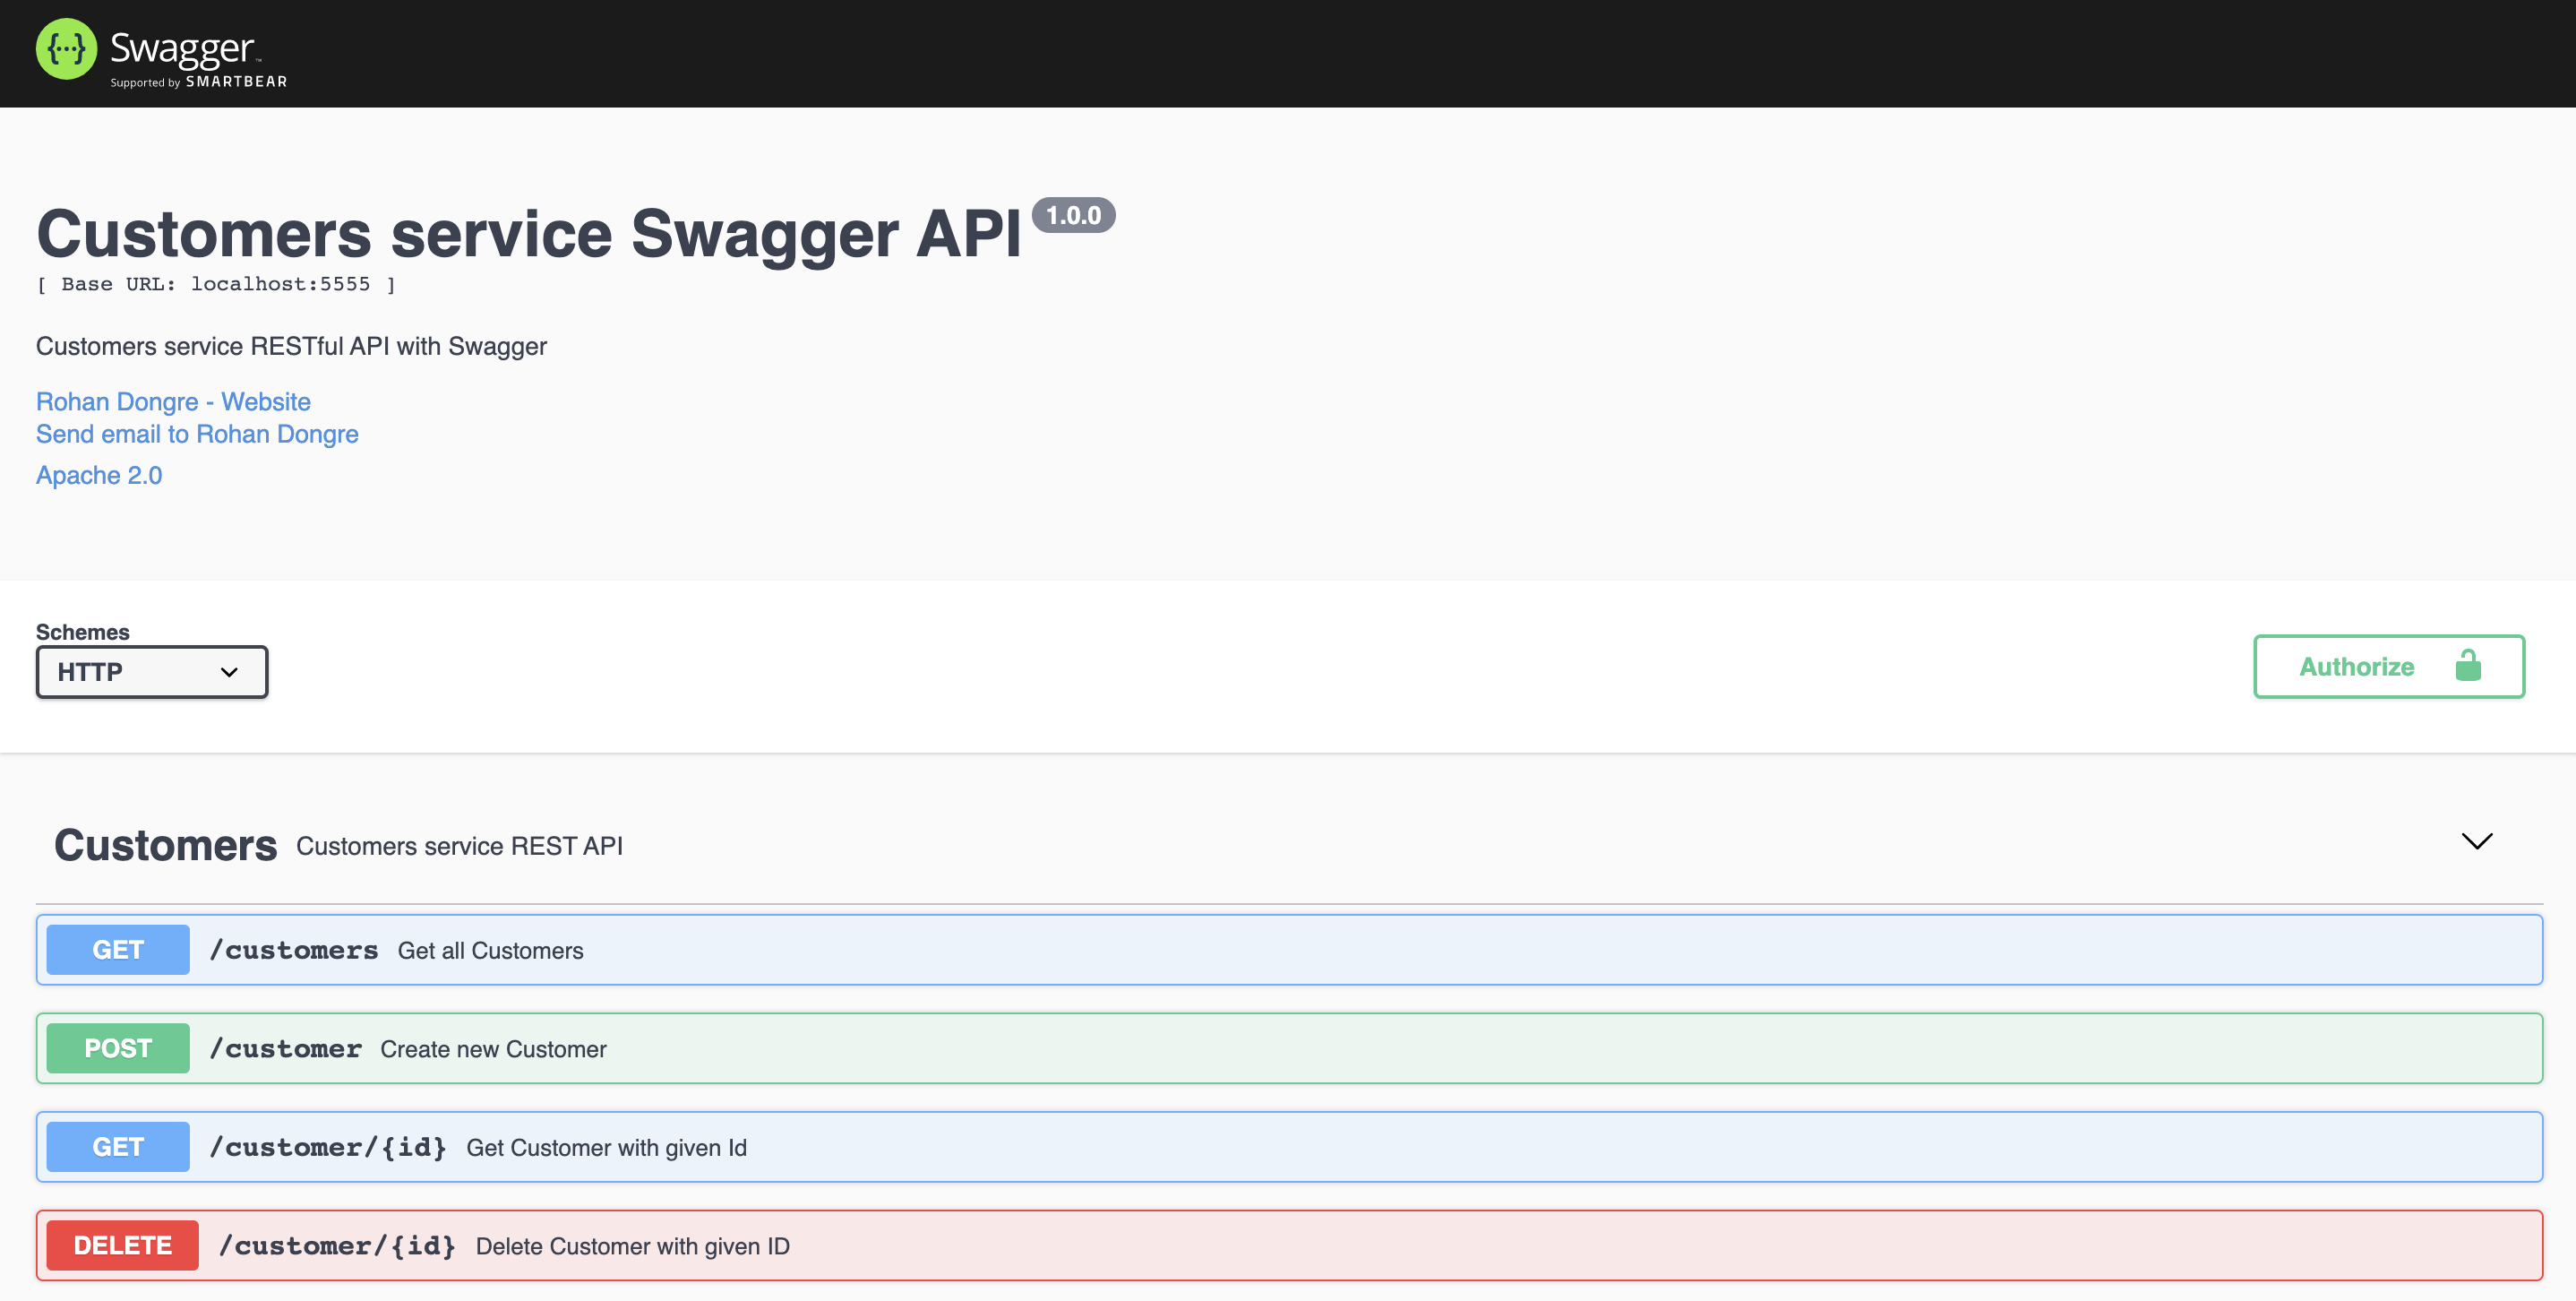 {···} Swagger™
Supported by SMARTBEAR
Customers service Swagger API 1.0.0
[ Base URL: localhost:5555 ]
Customers service RESTful API with Swagger
Rohan Dongre - Website
Send email to Rohan Dongre
Apache 2.0
Schemes
HTTP
Authorize
Customers Customers service REST API
GET /customers Get all Customers
POST /customer Create new Customer
GET /customer/{id} Get Customer with given Id
DELETE /customer/{id} Delete Customer with given ID